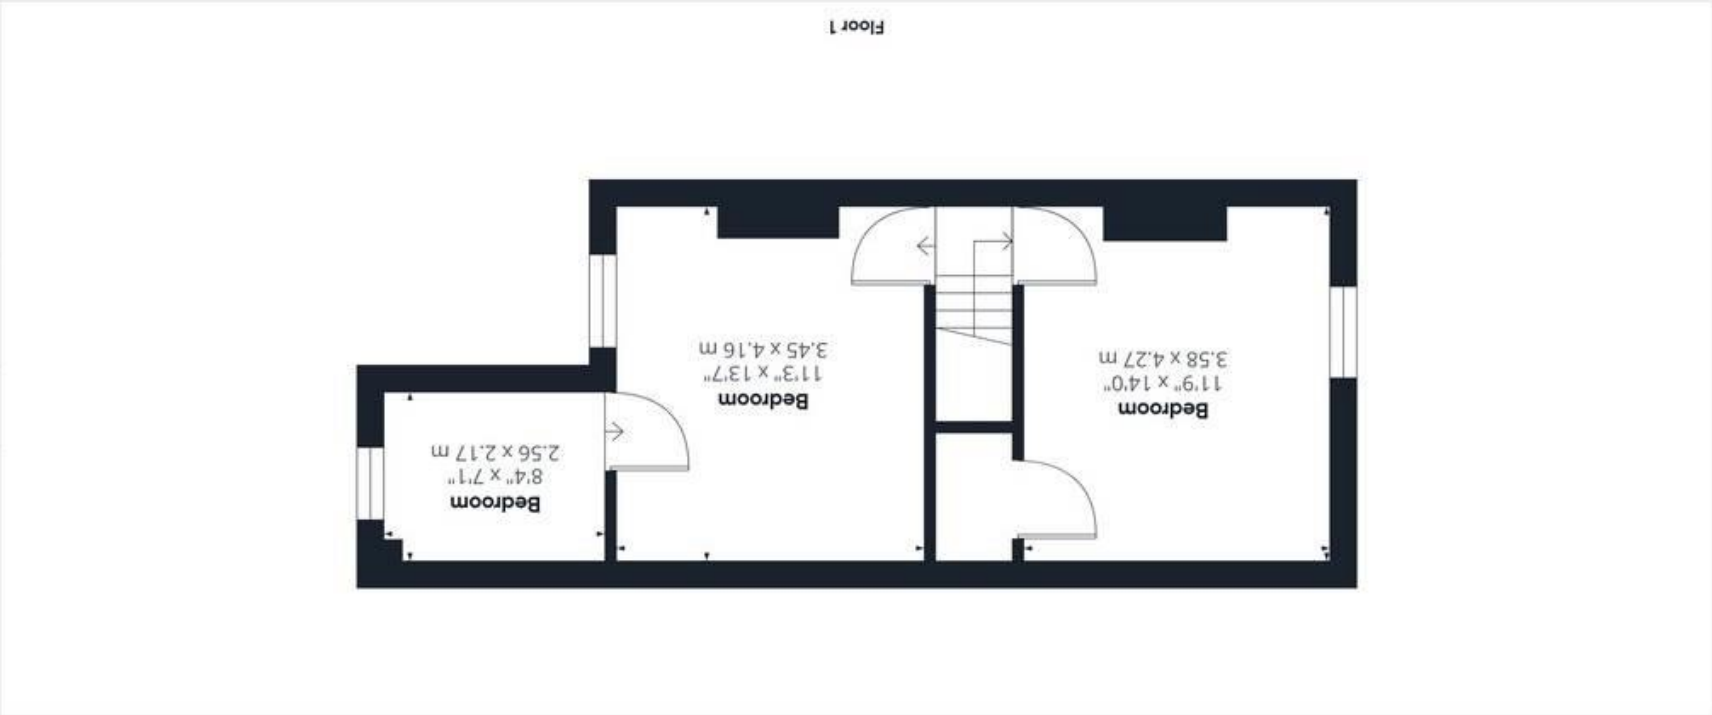 Bedroom
11'9" x 14'0"
3.58 x 4.27 m
Bedroom
11'3" x 13'7"
3.45 x 4.16 m
Bedroom
8'4" x 7'1"
2.56 x 2.17 m
Floor 1